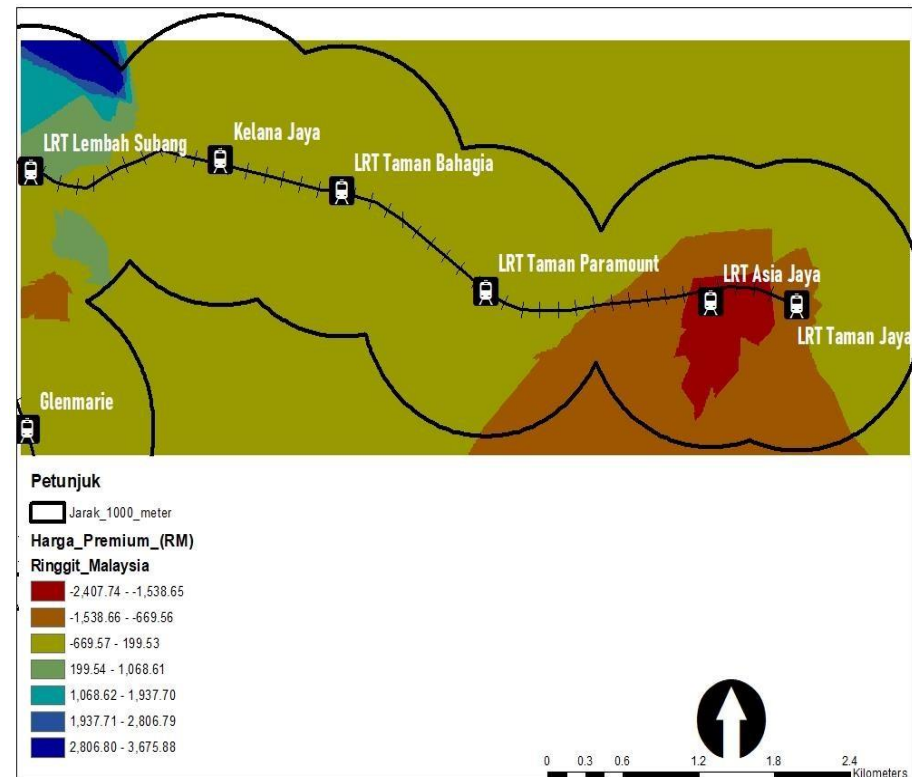 LRT Lembah Subang
Kelana Jaya
LRT Taman Bahagia
LRT Taman Paramount
LRT Asia Jaya
LRT Taman Jaya
Glenmarie
Petunjuk
Jarak_1000_meter
Harga_Premium_(RM)
Ringgit_Malaysia
-2,407.74 - -1,538.65
-1,538.66 - -669.56
-669.57 - 199.53
199.54 - 1,068.61
1,068.62 - 1,937.70
1,937.71 - 2,806.79
2,806.80 - 3,675.88
0 0.3 0.6 1.2 1.8 2.4
Kilometers